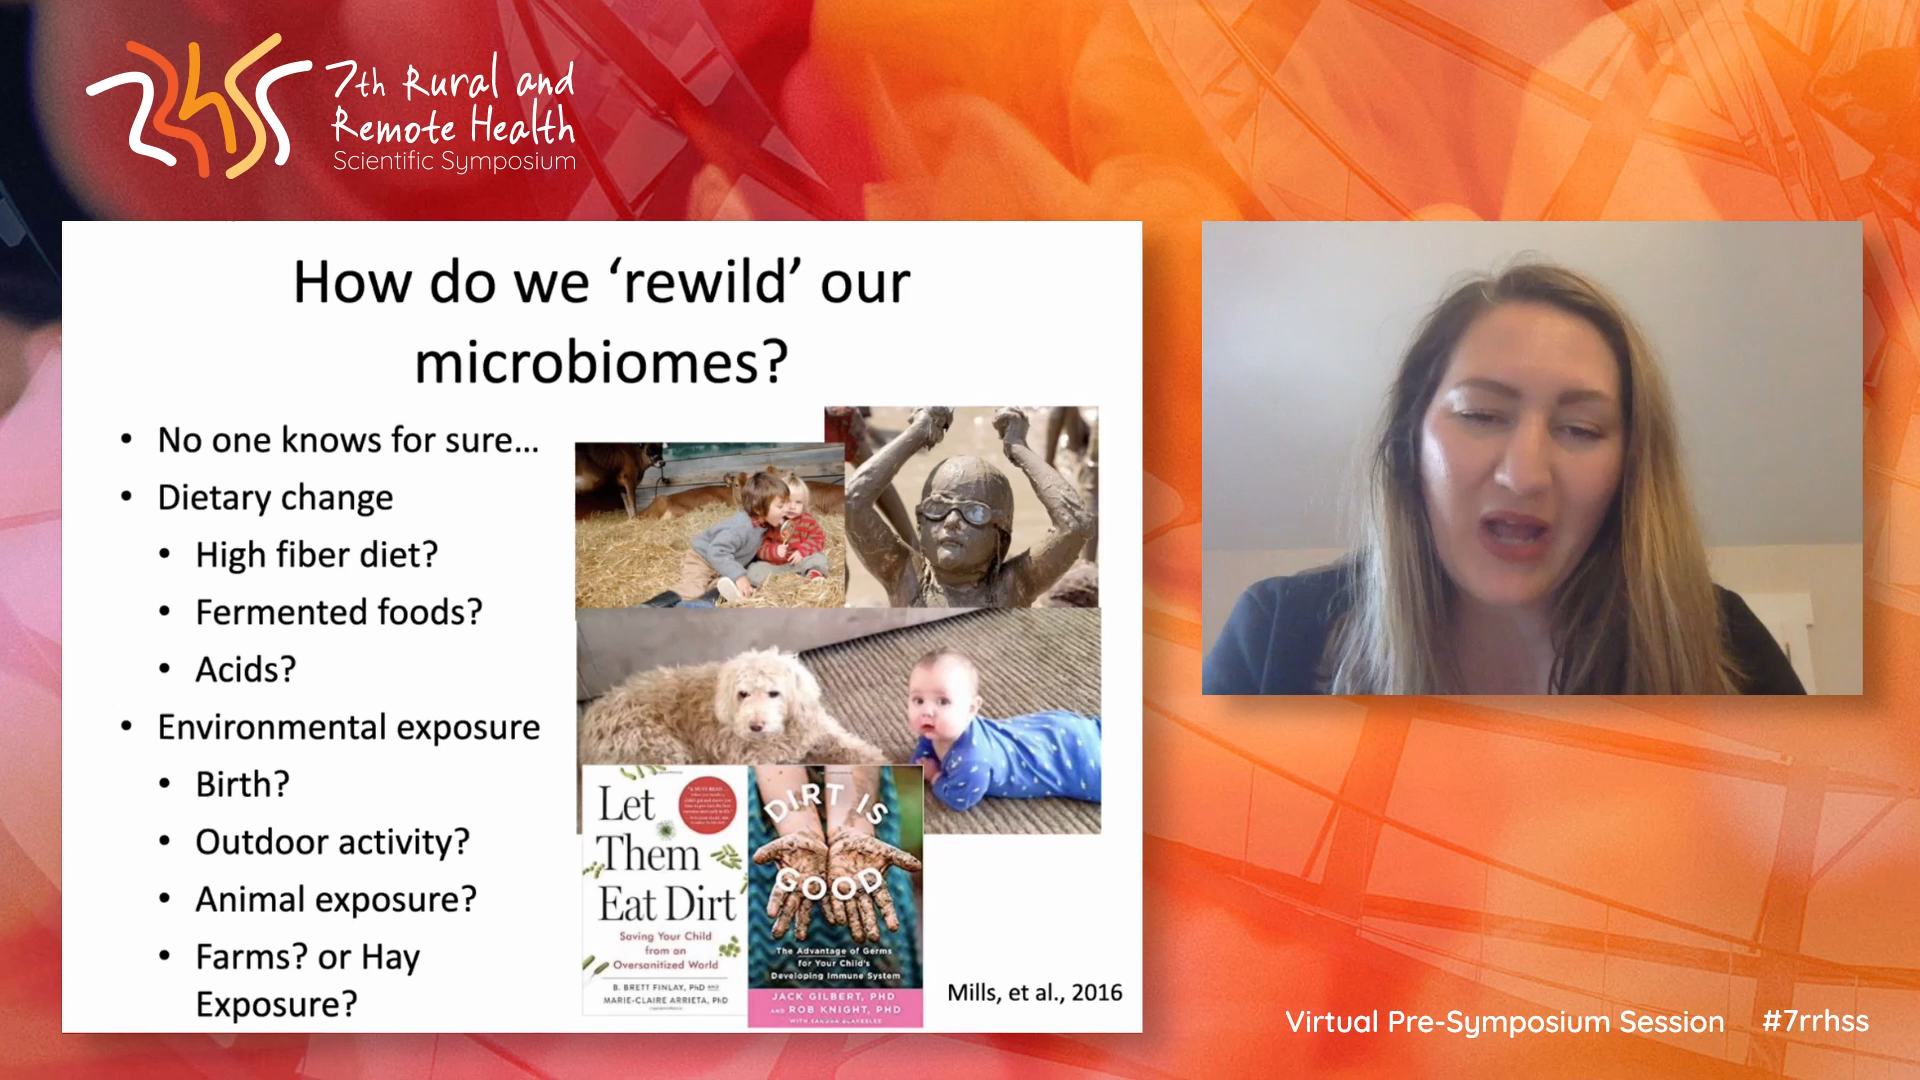 7th Rural and
Remote Health
Scientific Symposium
How do we ‘rewild’ our
microbiomes?
• No one knows for sure...
• Dietary change
• High fiber diet?
• Fermented foods?
• Acids?
• Environmental exposure
• Birth?
• Outdoor activity?
• Animal exposure?
• Farms? or Hay
Exposure?
Let
Them
Eat Dirt
Saving Your Child
from an
Oversanitized World
B. BRETT FINLAY, PhD AND
MARIE-CLAIRE ARRIETA, PhD
DIRT IS
GOOD
The Advantage of Germs
for Your Child's
Developing Immune System
JACK GILBERT, PHD
AND ROB KNIGHT, PHD
WITH SANDRA BLAKESLEE
Mills, et al., 2016
Virtual Pre-Symposium Session #7rrhss